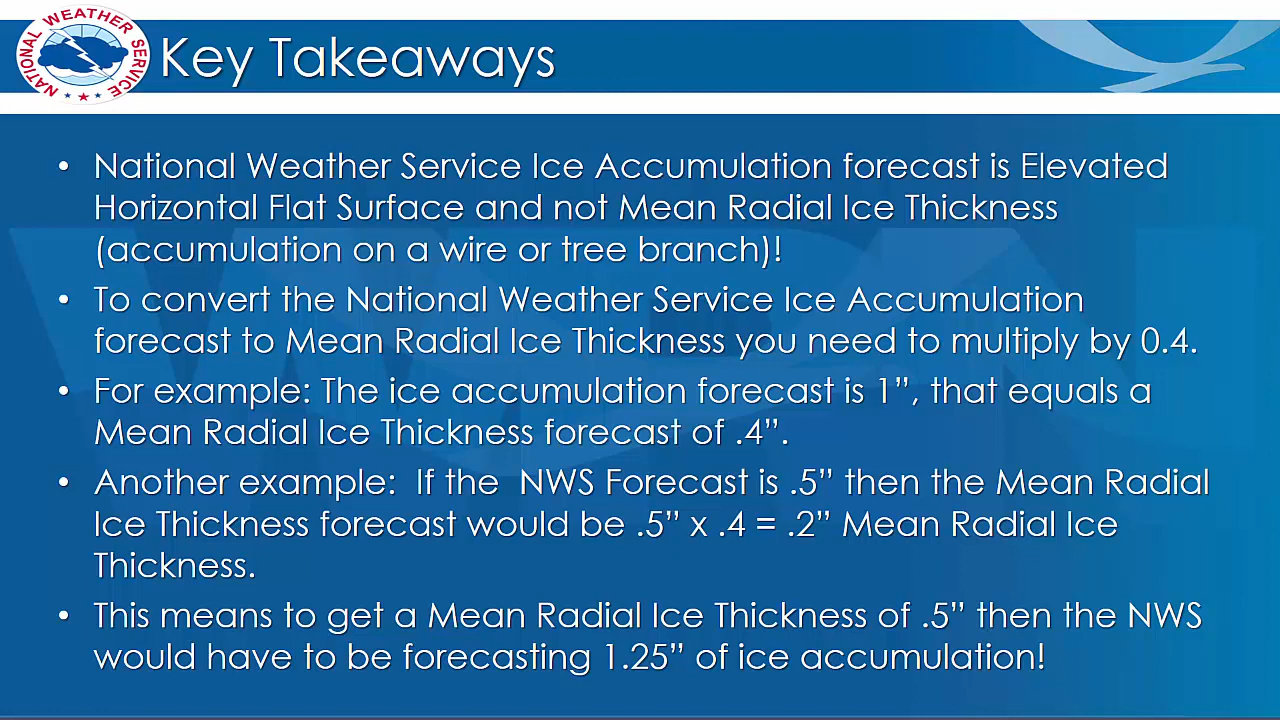 NATIONAL WEATHER SERVICE
Key Takeaways
• National Weather Service Ice Accumulation forecast is Elevated
Horizontal Flat Surface and not Mean Radial Ice Thickness
(accumulation on a wire or tree branch)!
• To convert the National Weather Service Ice Accumulation
forecast to Mean Radial Ice Thickness you need to multiply by 0.4.
• For example: The ice accumulation forecast is 1”, that equals a
Mean Radial Ice Thickness forecast of .4”.
• Another example:  If the  NWS Forecast is .5” then the Mean Radial
Ice Thickness forecast would be .5” x .4 = .2” Mean Radial Ice
Thickness.
• This means to get a Mean Radial Ice Thickness of .5” then the NWS
would have to be forecasting 1.25” of ice accumulation!